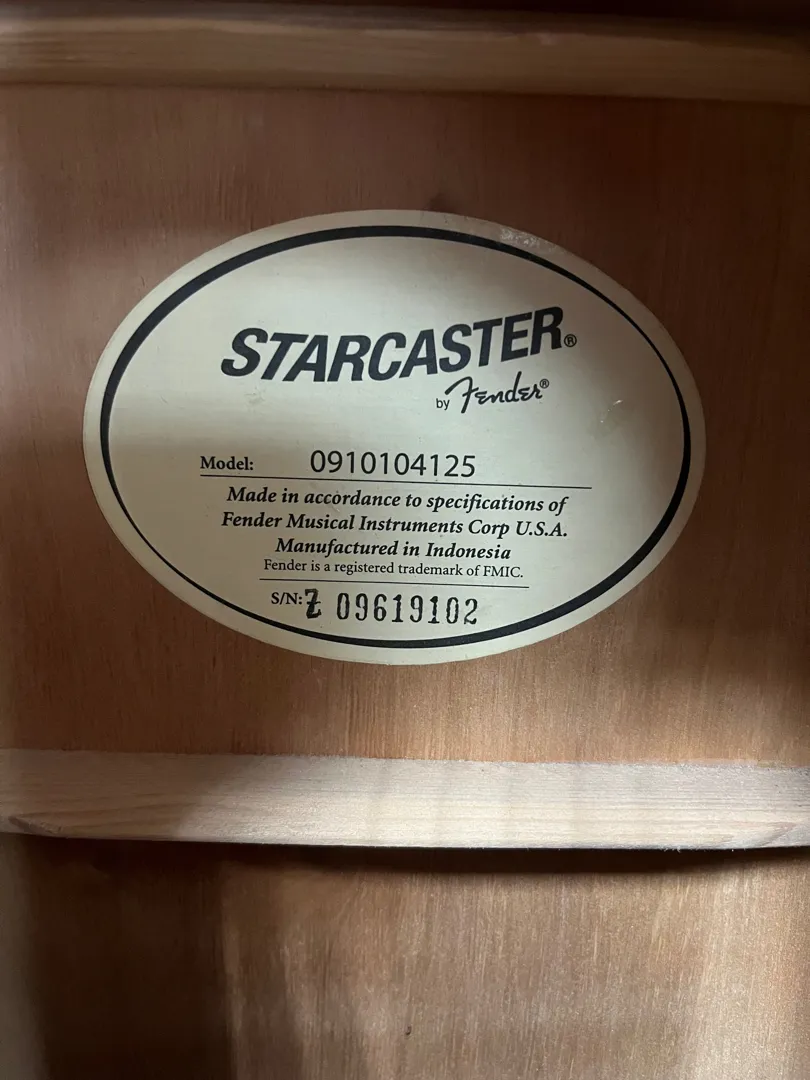 STARCASTER®
by Fender®
Model: 0910104125
Made in accordance to specifications of
Fender Musical Instruments Corp U.S.A.
Manufactured in Indonesia
Fender is a registered trademark of FMIC.
S/N: Z 09619102